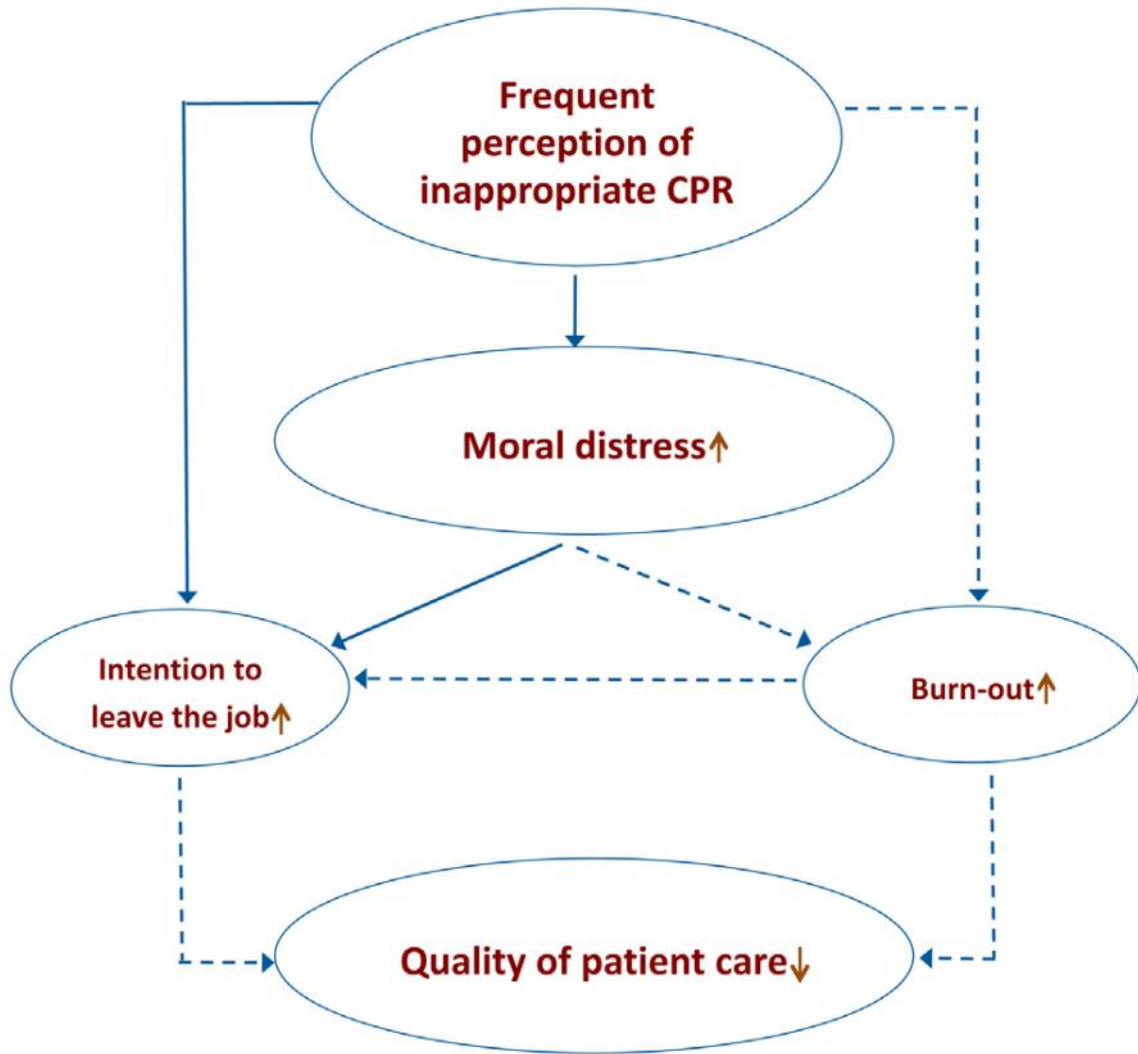 Frequent
perception of
inappropriate CPR
Moral distress↑
Intention to
leave the job↑
Burn-out↑
Quality of patient care↓